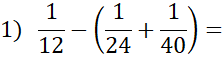 1) 1/12 − (1/24 + 1/40) =